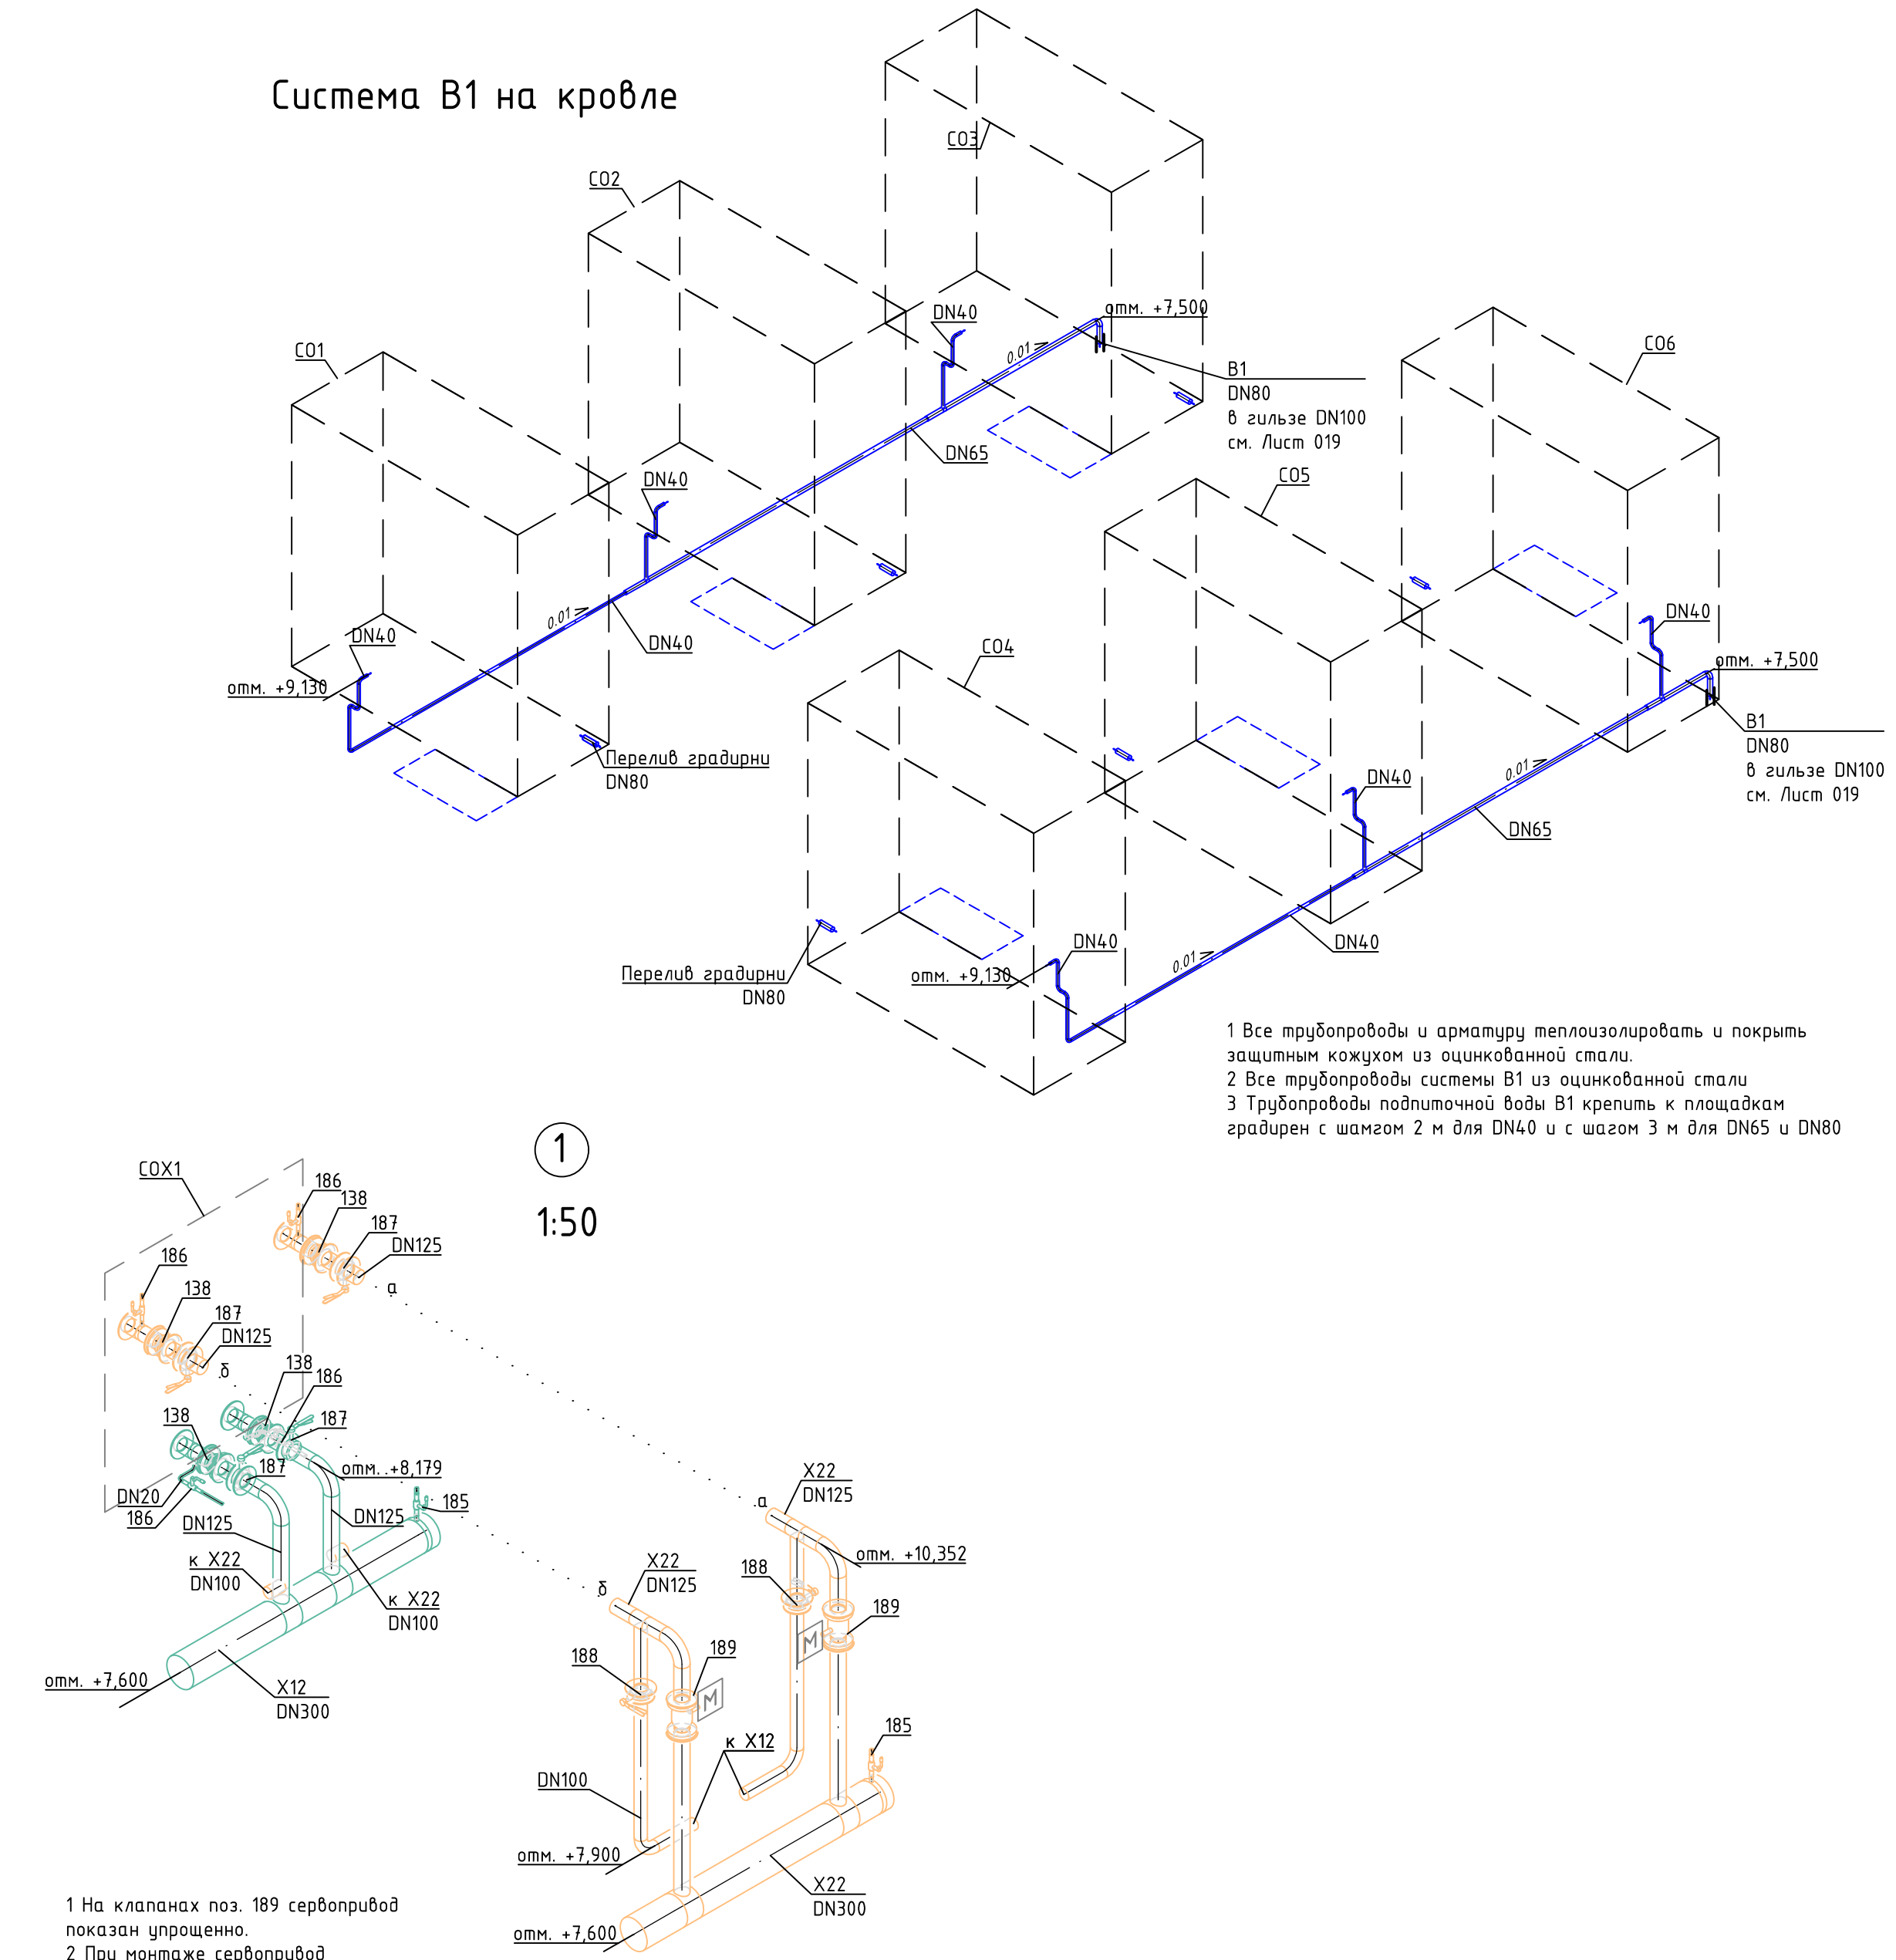 Система В1 на кровле
СО3
СО2
СО1
DN40
отм. +7,500
0.01
В1
DN80
в гильзе DN100
см. Лист 019
СО6
DN65
DN40
СО5
0.01
DN40
DN40
отм. +9,130
СО4
DN40
отм. +7,500
В1
DN80
в гильзе DN100
см. Лист 019
Перелив градирни
DN80
0.01
DN40
DN65
Перелив градирни
DN80
DN40
отм. +9,130
0.01
DN40
1 Все трубопроводы и арматуру теплоизолировать и покрыть
защитным кожухом из оцинкованной стали.
2 Все трубопроводы системы В1 из оцинкованной стали
3 Трубопроводы подпиточной воды В1 крепить к площадкам
градирен с шамгом 2 м для DN40 и с шагом 3 м для DN65 и DN80
1
1:50
СОХ1
186
138
187
DN125
а
186
138
187
DN125
б
138
186
187
138
187
отм. +8,179
DN20
186
185
DN125
DN125
к Х22
DN100
к Х22
DN100
отм. +7,600
Х12
DN300
Х22
DN125
а
отм. +10,352
188
Х22
DN125
б
189
М
188
189
М
185
к Х12
DN100
отм. +7,900
Х22
DN300
отм. +7,600
1 На клапанах поз. 189 сервопривод
показан упрощенно.
2 При монтаже сервопривод